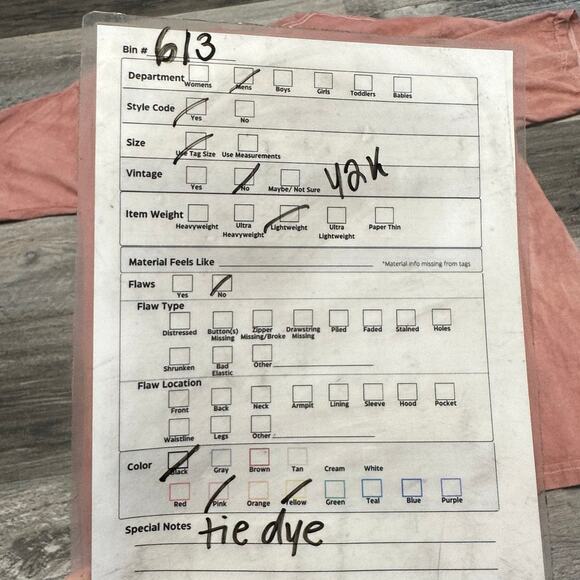 Bin # 613
Department Womens Mens Boys Girls Toddlers Babies
Style Code Yes No
Size Use Tag Size Use Measurements
Vintage Yes No Maybe/ Not Sure Y2K
Item Weight Heavyweight Ultra Heavyweight Lightweight Ultra Lightweight Paper Thin
Material Feels Like *Material info missing from tags
Flaws Yes No
Flaw Type
Distressed Button(s) Missing Zipper Missing/Broke Drawstring Missing Piled Faded Stained Holes
Shrunken Bad Elastic Other
Flaw Location
Front Back Neck Armpit Lining Sleeve Hood Pocket
Waistline Legs Other
Color Black Gray Brown Tan Cream White
Red Pink Orange Yellow Green Teal Blue Purple
Special Notes tie dye